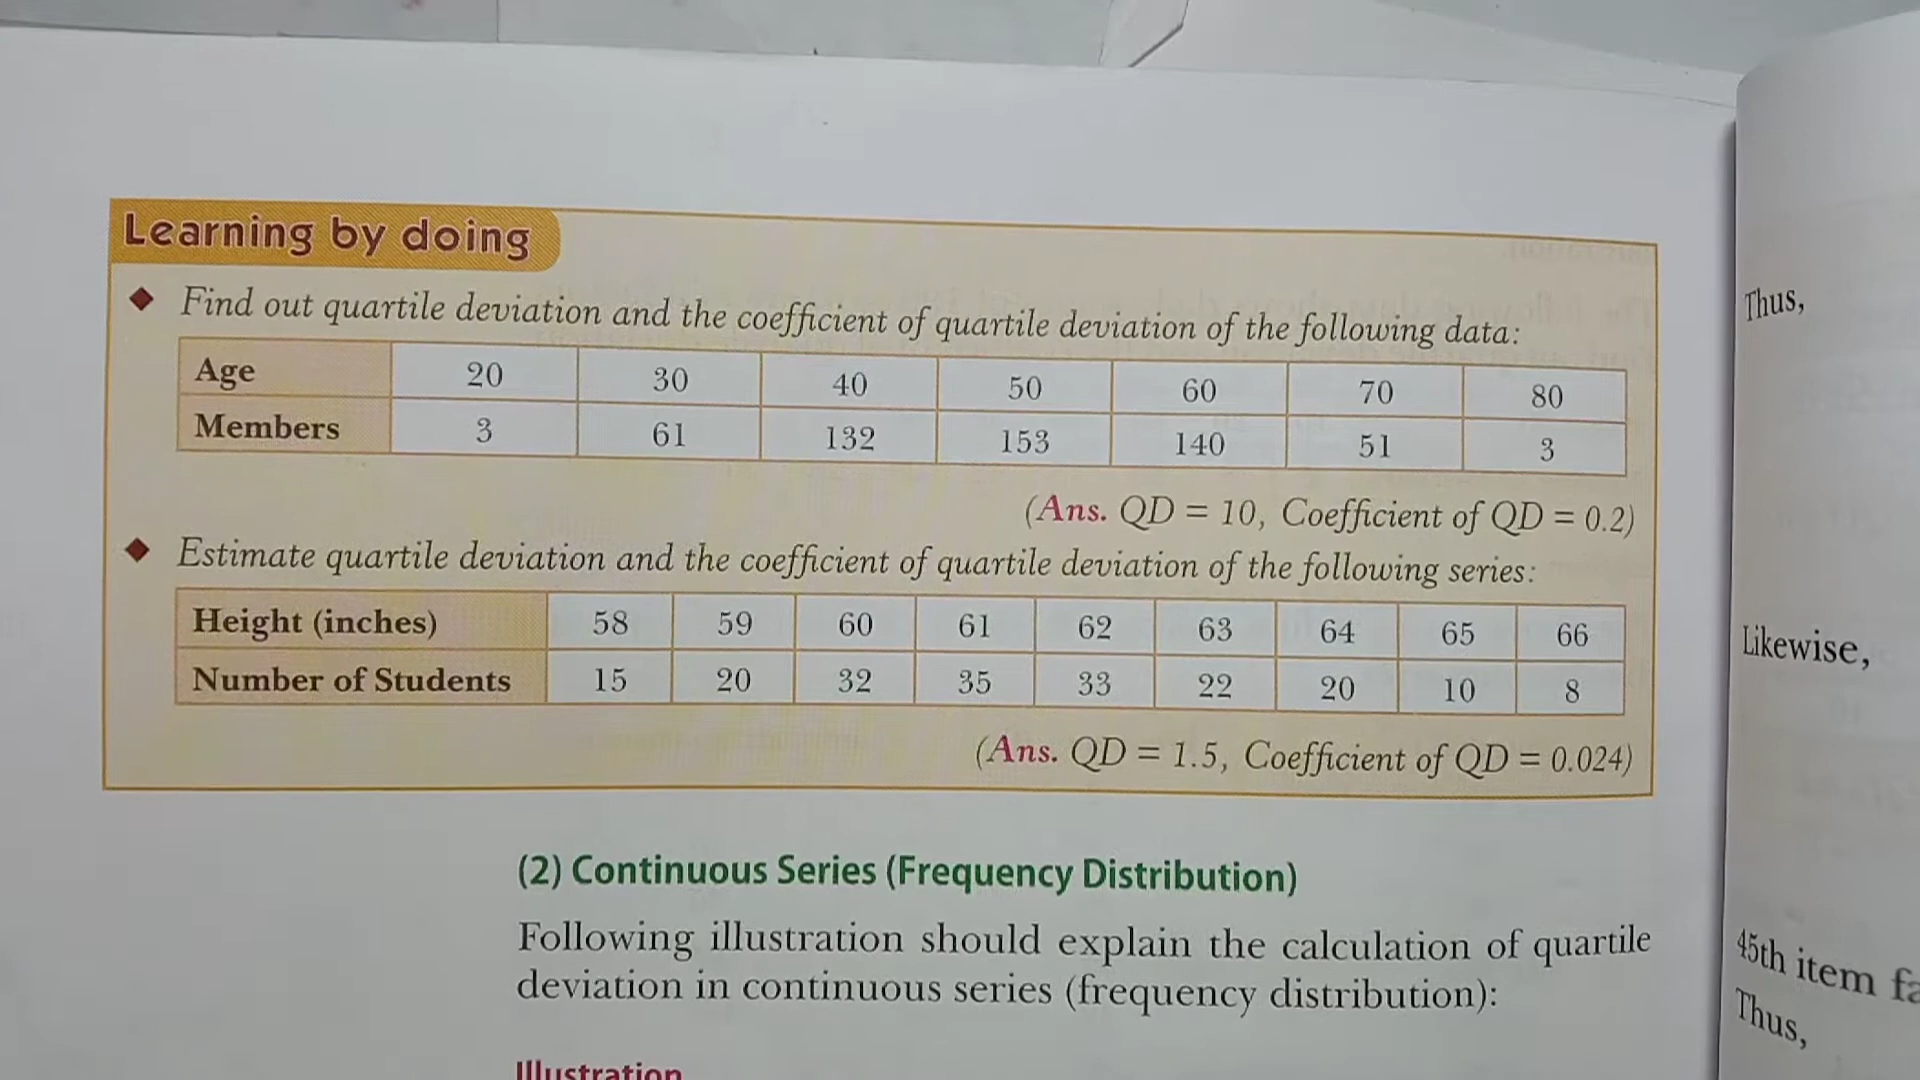 Learning by doing
Find out quartile deviation and the coefficient of quartile deviation of the following data:
Age 20 30 40 50 60 70 80
Members 3 61 132 153 140 51 3
(Ans. QD = 10, Coefficient of QD = 0.2)
Estimate quartile deviation and the coefficient of quartile deviation of the following series:
Height (inches) 58 59 60 61 62 63 64 65 66
Number of Students 15 20 32 35 33 22 20 10 8
(Ans. QD = 1.5, Coefficient of QD = 0.024)
(2) Continuous Series (Frequency Distribution)
Following illustration should explain the calculation of quartile
deviation in continuous series (frequency distribution):
Illustration
Thus,
Likewise,
45th item
Thus,